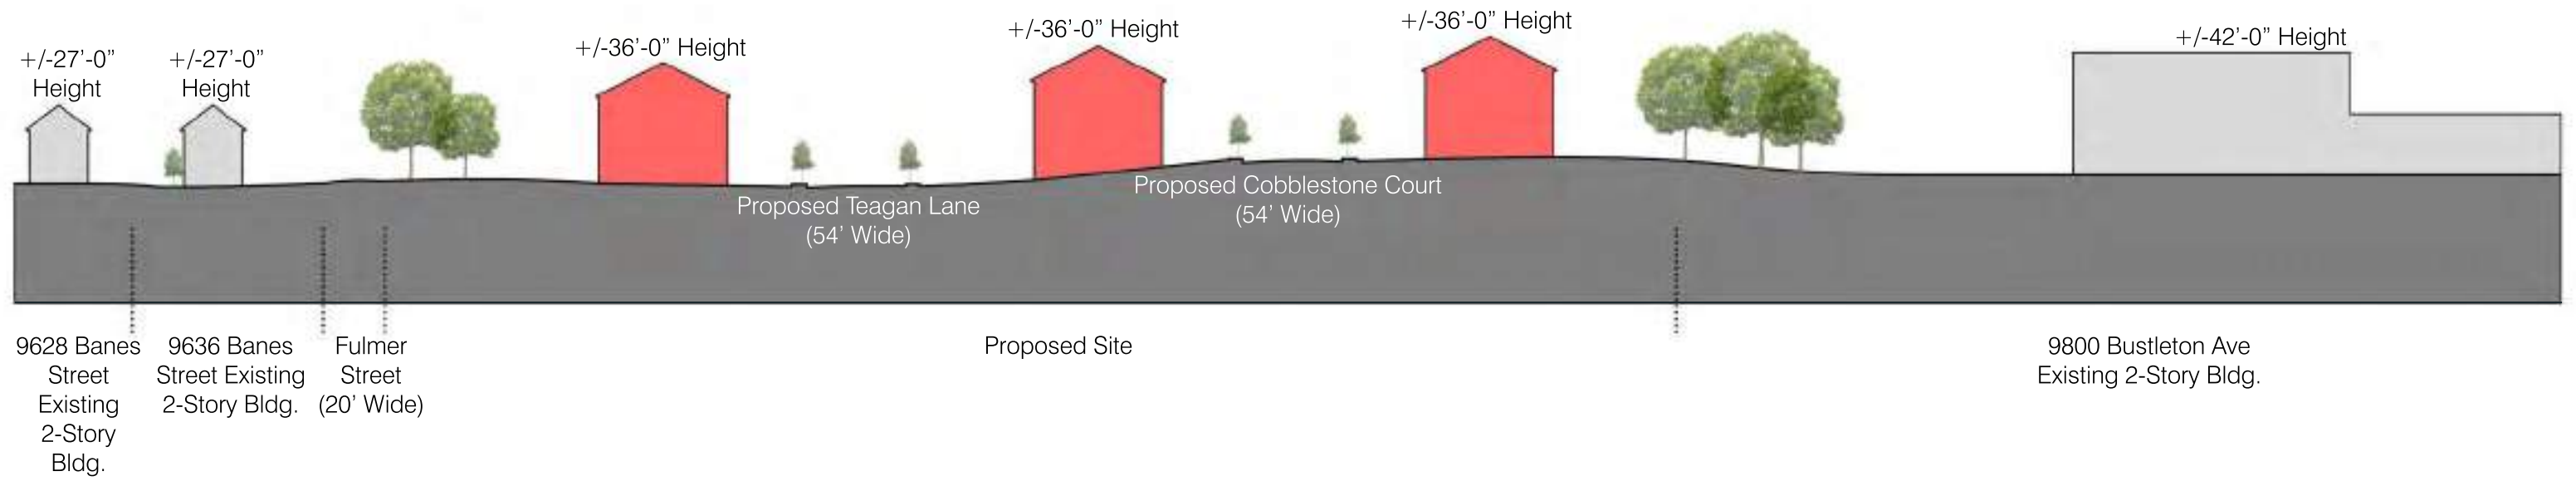 +/-27’-0”
Height
+/-27’-0”
Height
+/-36’-0” Height
+/-36’-0” Height
+/-36’-0” Height
+/-42’-0” Height
Proposed Teagan Lane
(54’ Wide)
Proposed Cobblestone Court
(54’ Wide)
9628 Banes
Street
Existing
2-Story
Bldg.
9636 Banes
Street Existing
2-Story Bldg.
Fulmer
Street
(20’ Wide)
Proposed Site
9800 Bustleton Ave
Existing 2-Story Bldg.